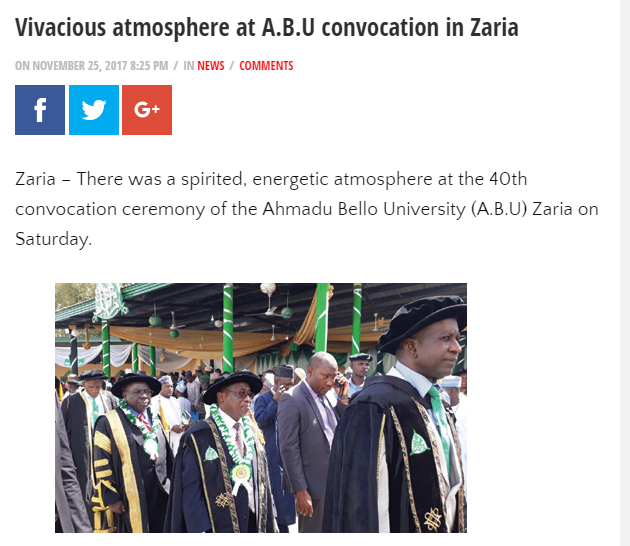 Vivacious atmosphere at A.B.U convocation in Zaria
ON NOVEMBER 25, 2017 8:25 PM / IN NEWS / COMMENTS
f G+
Zaria – There was a spirited, energetic atmosphere at the 40th
convocation ceremony of the Ahmadu Bello University (A.B.U) Zaria on
Saturday.